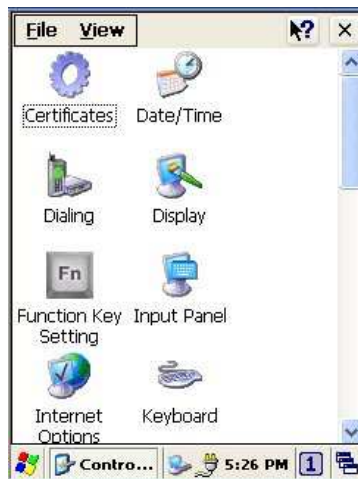 File View
?
Certificates Date/Time
Dialing Display
Fn
Function Key Input Panel
Setting
Internet Keyboard
Options
Contro... 5:26 PM 1